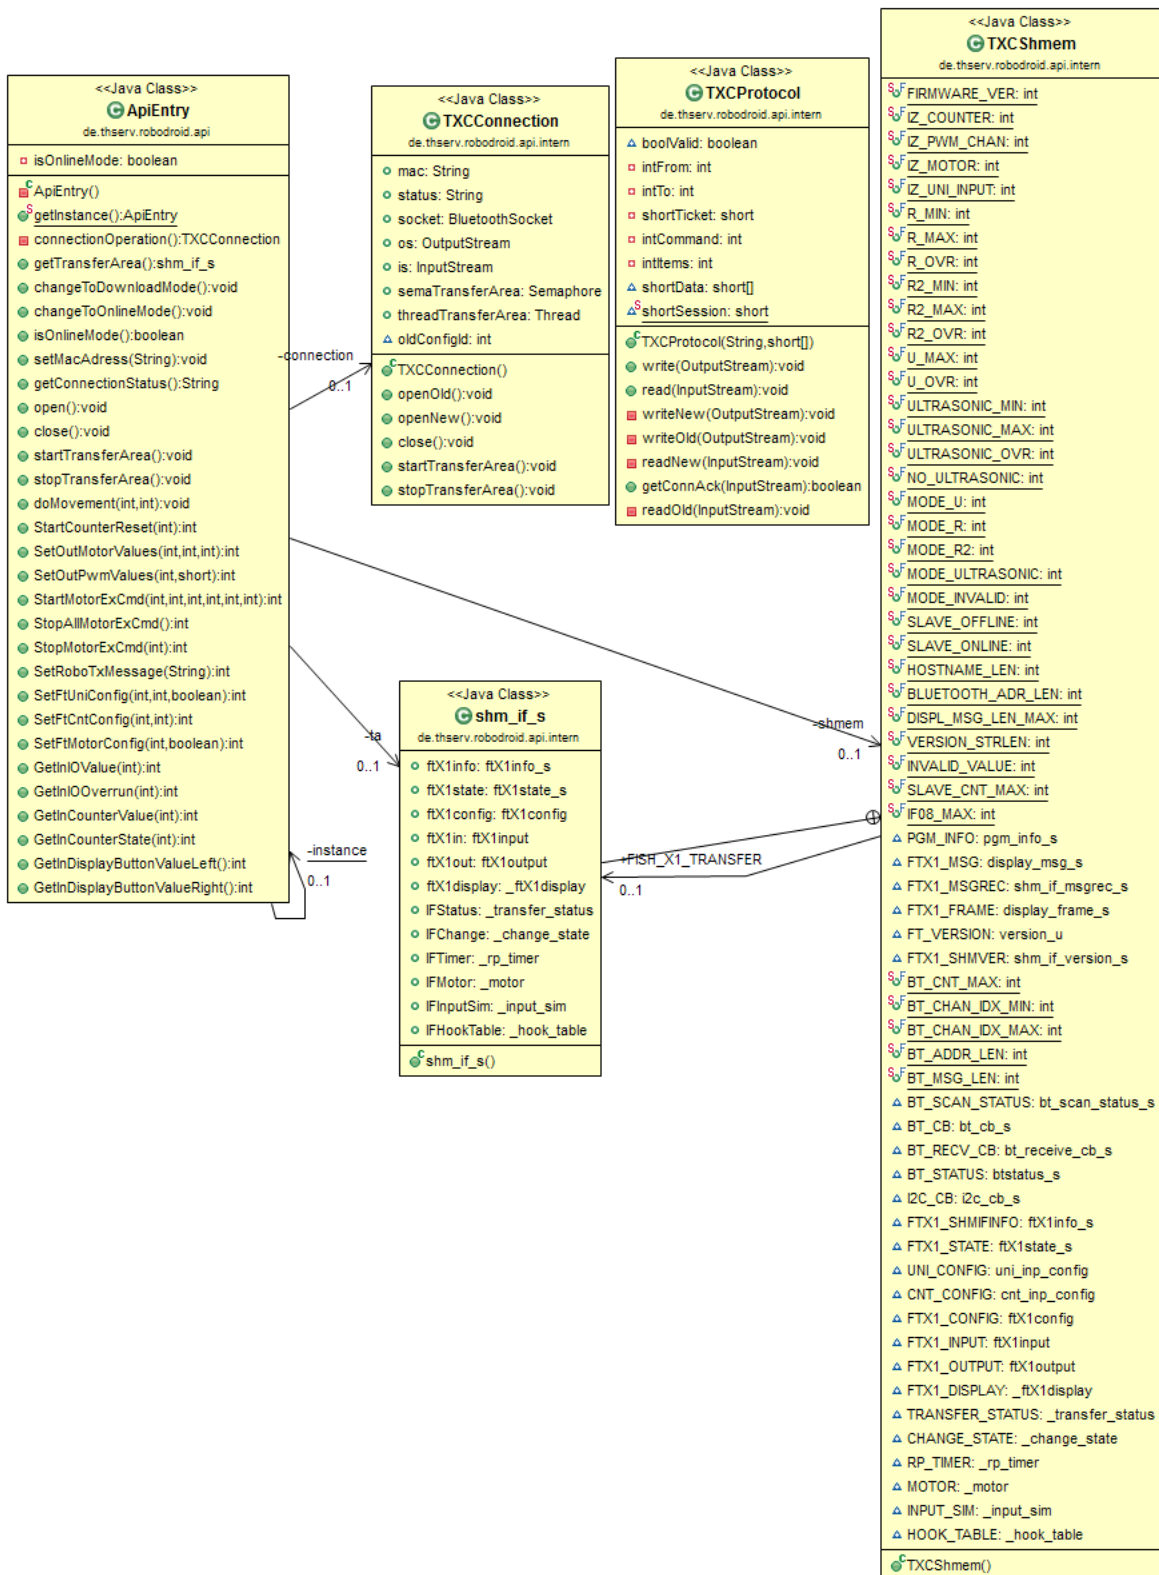 <<Java Class>>
ApiEntry
de.thserv.robodroid.api
isOnlineMode: boolean
ApiEntry()
getInstance():ApiEntry
connectionOperation():TXCConnection
getTransferArea():shm_if_s
changeToDownloadMode():void
changeToOnlineMode():void
isOnlineMode():boolean
setMacAdress(String):void
getConnectionStatus():String
open():void
close():void
startTransferArea():void
stopTransferArea():void
doMovement(int,int):void
StartCounterReset(int):int
SetOutMotorValues(int,int,int):int
SetOutPwmValues(int,short):int
StartMotorExCmd(int,int,int,int,int,int):int
StopAllMotorExCmd():int
StopMotorExCmd(int):int
SetRoboTxMessage(String):int
SetFtUniConfig(int,int,boolean):int
SetFtCntConfig(int,int):int
SetFtMotorConfig(int,boolean):int
GetInIOValue(int):int
GetInIOOverrun(int):int
GetInCounterValue(int):int
GetInCounterState(int):int
GetInDisplayButtonValueLeft():int
GetInDisplayButtonValueRight():int
-connection
0..1
-shmem
0..1
-ta
0..1
-instance
0..1
<<Java Class>>
TXCConnection
de.thserv.robodroid.api.intern
mac: String
status: String
socket: BluetoothSocket
os: OutputStream
is: InputStream
semaTransferArea: Semaphore
threadTransferArea: Thread
oldConfigId: int
TXCConnection()
openOld():void
openNew():void
close():void
startTransferArea():void
stopTransferArea():void
<<Java Class>>
TXCProtocol
de.thserv.robodroid.api.intern
boolValid: boolean
intFrom: int
intTo: int
shortTicket: short
intCommand: int
intItems: int
shortData: short[]
shortSession: short
TXCProtocol(String,short[])
write(OutputStream):void
read(InputStream):void
writeNew(OutputStream):void
writeOld(OutputStream):void
readNew(InputStream):void
getConnAck(InputStream):boolean
readOld(InputStream):void
<<Java Class>>
shm_if_s
de.thserv.robodroid.api.intern
ftX1info: ftX1info_s
ftX1state: ftX1state_s
ftX1config: ftX1config
ftX1in: ftX1input
ftX1out: ftX1output
ftX1display: _ftX1display
IFStatus: _transfer_status
IFChange: _change_state
IFTimer: _rp_timer
IFMotor: _motor
IFInputSim: _input_sim
IFHookTable: _hook_table
shm_if_s()
+FISH_X1_TRANSFER
0..1
<<Java Class>>
TXCShmem
de.thserv.robodroid.api.intern
FIRMWARE_VER: int
IZ_COUNTER: int
IZ_PWM_CHAN: int
IZ_MOTOR: int
IZ_UNI_INPUT: int
R_MIN: int
R_MAX: int
R_OVR: int
R2_MIN: int
R2_MAX: int
R2_OVR: int
U_MAX: int
U_OVR: int
ULTRASONIC_MIN: int
ULTRASONIC_MAX: int
ULTRASONIC_OVR: int
NO_ULTRASONIC: int
MODE_U: int
MODE_R: int
MODE_R2: int
MODE_ULTRASONIC: int
MODE_INVALID: int
SLAVE_OFFLINE: int
SLAVE_ONLINE: int
HOSTNAME_LEN: int
BLUETOOTH_ADR_LEN: int
DISPL_MSG_LEN_MAX: int
VERSION_STRLEN: int
INVALID_VALUE: int
SLAVE_CNT_MAX: int
IF08_MAX: int
PGM_INFO: pgm_info_s
FTX1_MSG: display_msg_s
FTX1_MSGREC: shm_if_msgrec_s
FTX1_FRAME: display_frame_s
FT_VERSION: version_u
FTX1_SHMVER: shm_if_version_s
BT_CNT_MAX: int
BT_CHAN_IDX_MIN: int
BT_CHAN_IDX_MAX: int
BT_ADDR_LEN: int
BT_MSG_LEN: int
BT_SCAN_STATUS: bt_scan_status_s
BT_CB: bt_cb_s
BT_RECV_CB: bt_receive_cb_s
BT_STATUS: btstatus_s
I2C_CB: i2c_cb_s
FTX1_SHMIFINFO: ftX1info_s
FTX1_STATE: ftX1state_s
UNI_CONFIG: uni_inp_config
CNT_CONFIG: cnt_inp_config
FTX1_CONFIG: ftX1config
FTX1_INPUT: ftX1input
FTX1_OUTPUT: ftX1output
FTX1_DISPLAY: _ftX1display
TRANSFER_STATUS: _transfer_status
CHANGE_STATE: _change_state
RP_TIMER: _rp_timer
MOTOR: _motor
INPUT_SIM: _input_sim
HOOK_TABLE: _hook_table
TXCShmem()